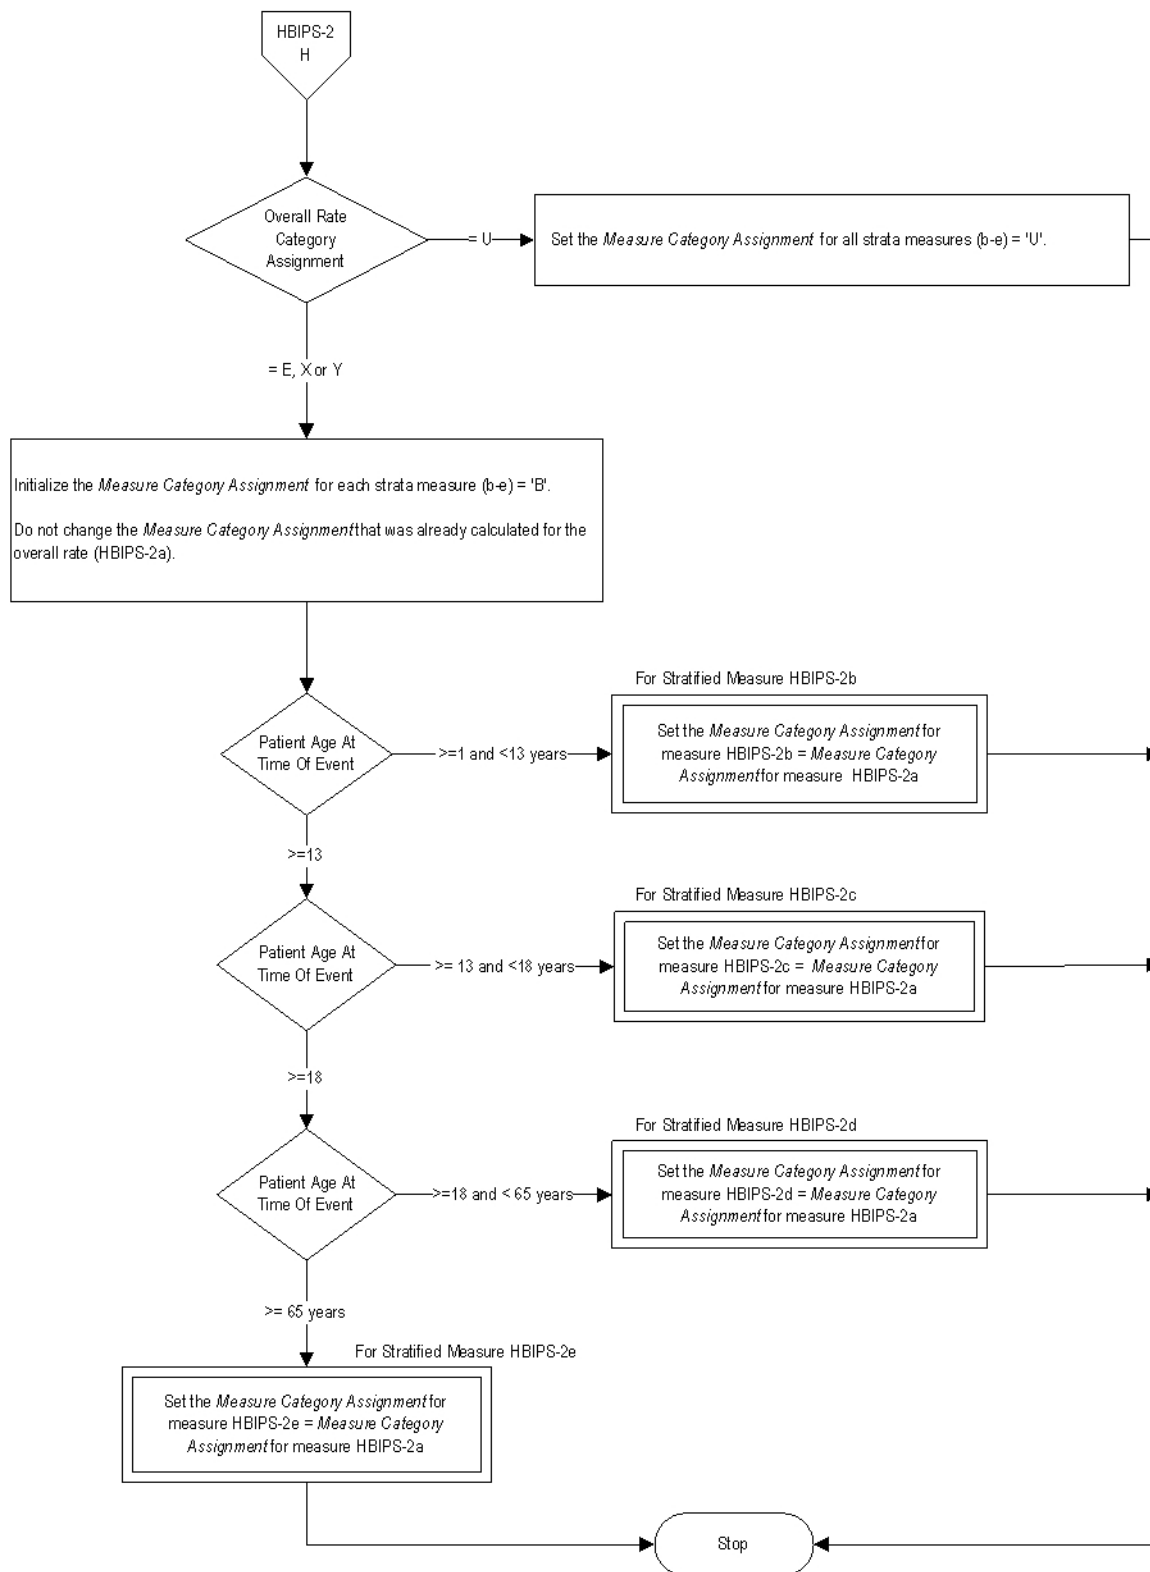 HBIPS-2
H
Overall Rate
Category
Assignment
= U
Set the Measure Category Assignment for all strata measures (b-e) = 'U'.
= E, X or Y
Initialize the Measure Category Assignment for each strata measure (b-e) = 'B'.
Do not change the Measure Category Assignment that was already calculated for the
overall rate (HBIPS-2a).
For Stratified Measure HBIPS-2b
Patient Age At
Time Of Event
>=1 and <13 years
Set the Measure Category Assignment for
measure HBIPS-2b = Measure Category
Assignment for measure HBIPS-2a
>=13
For Stratified Measure HBIPS-2c
Patient Age At
Time Of Event
>= 13 and <18 years
Set the Measure Category Assignment for
measure HBIPS-2c = Measure Category
Assignment for measure HBIPS-2a
>=18
For Stratified Measure HBIPS-2d
Patient Age At
Time Of Event
>=18 and < 65 years
Set the Measure Category Assignment for
measure HBIPS-2d = Measure Category
Assignment for measure HBIPS-2a
>= 65 years
For Stratified Measure HBIPS-2e
Set the Measure Category Assignment for
measure HBIPS-2e = Measure Category
Assignment for measure HBIPS-2a
Stop